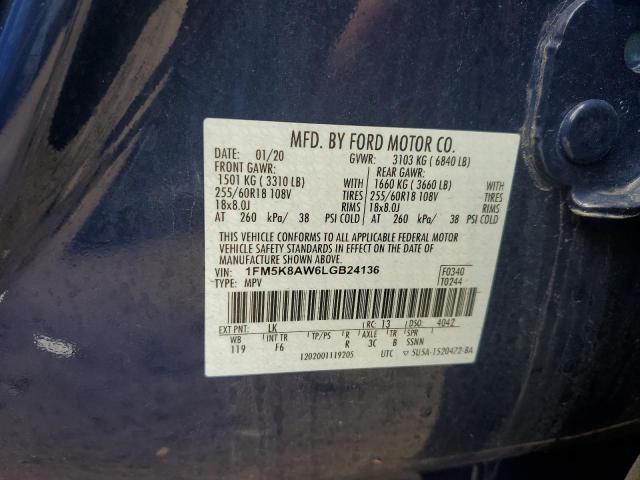 MFD. BY FORD MOTOR CO.
DATE: 01/20 GVWR: 3103 KG ( 6840 LB)
FRONT GAWR: REAR GAWR:
1501 KG ( 3310 LB) WITH 1660 KG ( 3660 LB) WITH
255/60R18 108V TIRES 255/60R18 108V TIRES
18x8.0J RIMS 18x8.0J RIMS
AT 260 kPa/ 38 PSI COLD AT 260 kPa/ 38 PSI COLD
THIS VEHICLE CONFORMS TO ALL APPLICABLE FEDERAL MOTOR
VEHICLE SAFETY STANDARDS IN EFFECT ON THE DATE OF
MANUFACTURE SHOWN ABOVE.
VIN: 1FM5K8AW6LGB24136 F0340
TYPE: MPV T0244
EXT PNT: LK RC: 13 DSO: 4042
WB INT TR TP/PS R AXLE TR SPR
119 F6 R 3C B SSNN
1202001119205 UTC ▽ 5U5A-1520472-BA